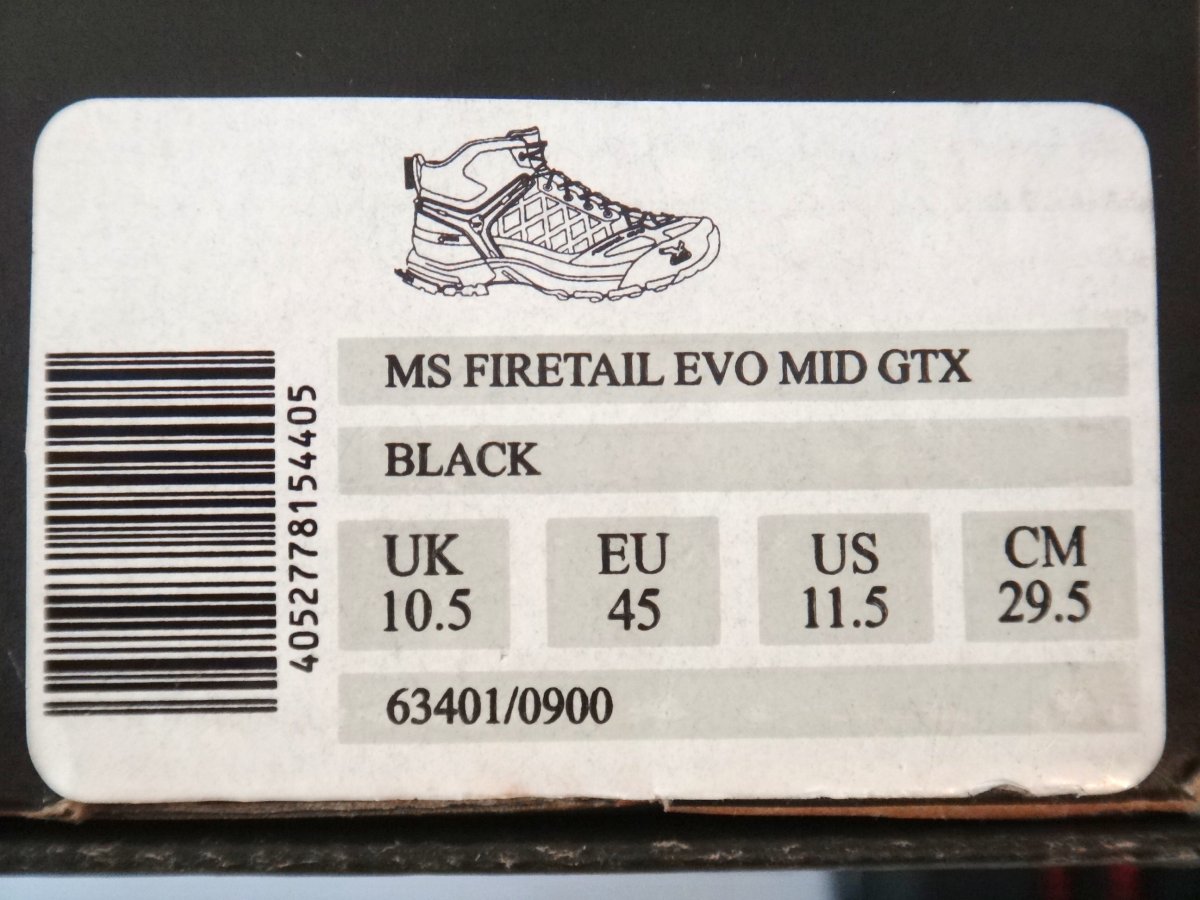 MS FIRETAIL EVO MID GTX
BLACK
UK EU US CM
10.5 45 11.5 29.5
63401/0900
4052778154405